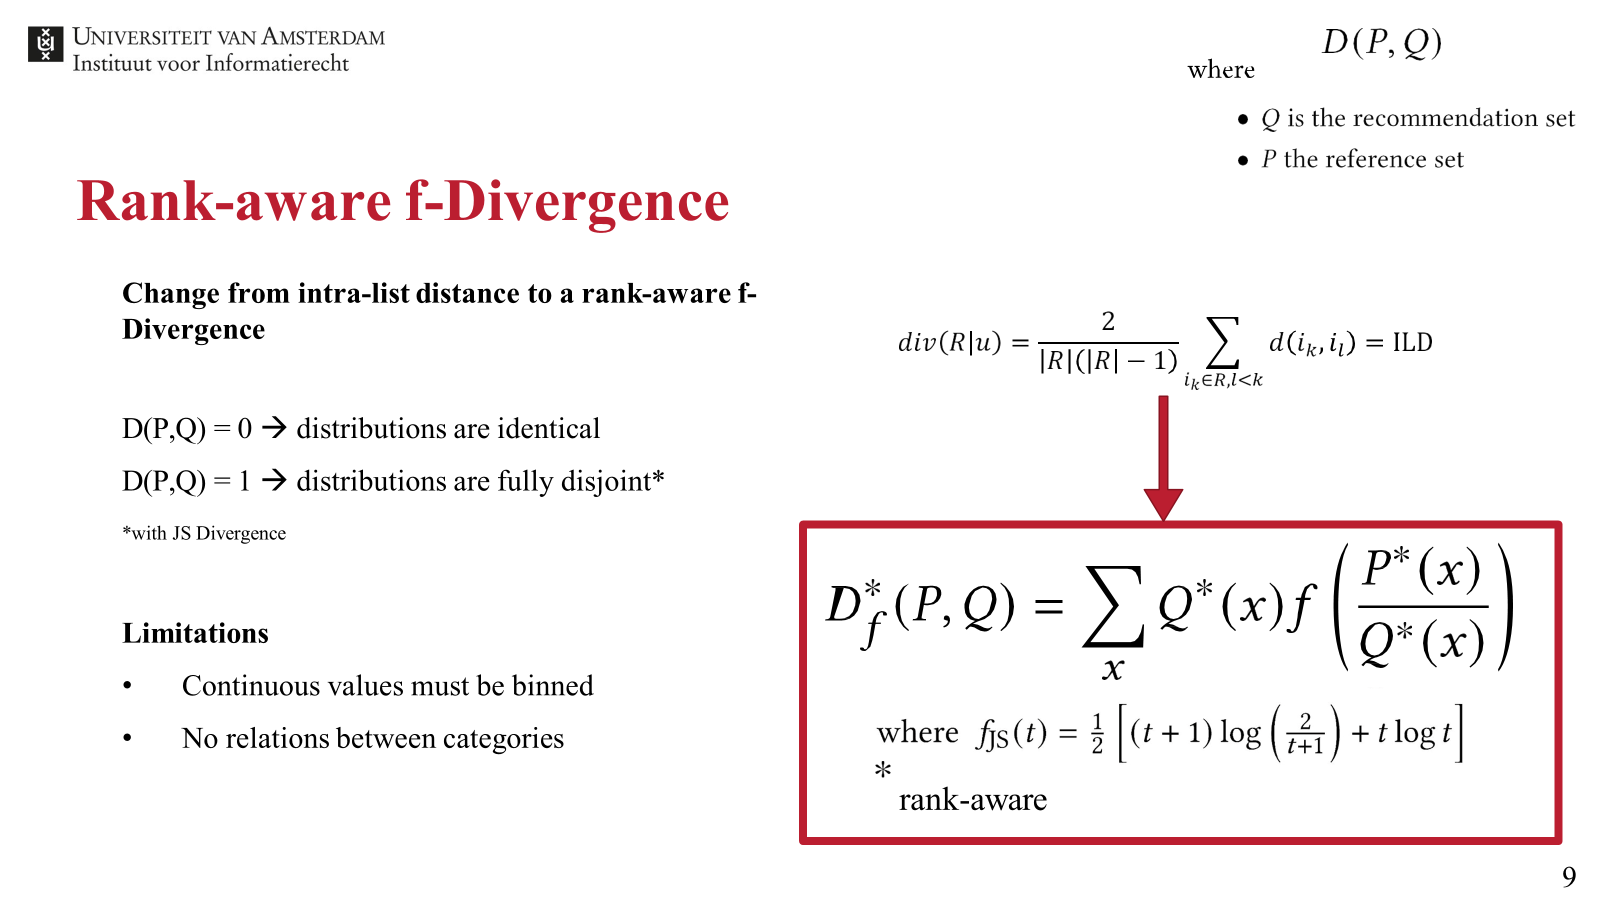 UNIVERSITEIT VAN AMSTERDAM
Instituut voor Informatierecht
D(P, Q)
where
• Q is the recommendation set
• P the reference set
Rank-aware f-Divergence
Change from intra-list distance to a rank-aware f-
Divergence
D(P,Q) = 0 → distributions are identical
D(P,Q) = 1 → distributions are fully disjoint*
*with JS Divergence
Limitations
• Continuous values must be binned
• No relations between categories
div(R|u) = 2 / (|R|(|R| − 1)) ∑_{i_k∈R,l<k} d(i_k, i_l) = ILD
D*_f(P, Q) = ∑_x Q*(x) f (P*(x) / Q*(x))
where f_JS(t) = 1/2 [(t + 1) log (2/(t+1)) + t log t]
*
rank-aware
9